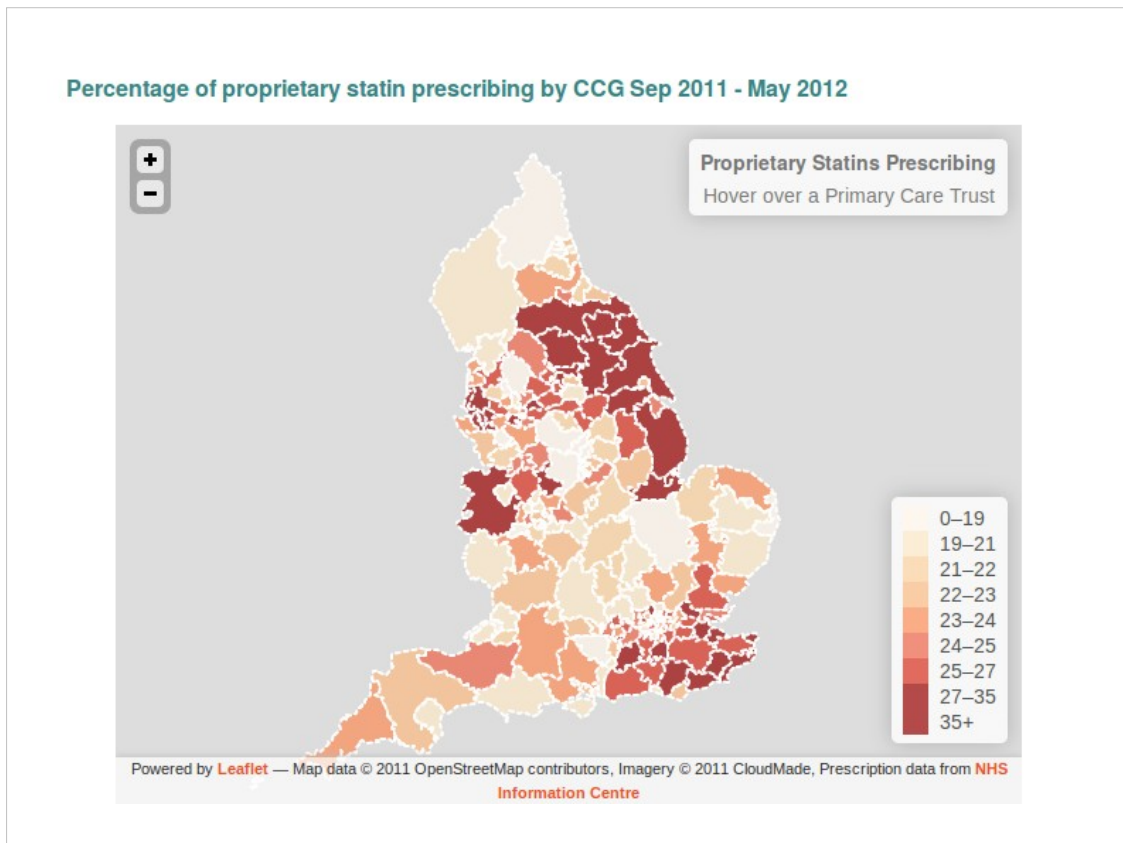 Percentage of proprietary statin prescribing by CCG Sep 2011 - May 2012
+
−
Proprietary Statins Prescribing
Hover over a Primary Care Trust
0–19
19–21
21–22
22–23
23–24
24–25
25–27
27–35
35+
Powered by Leaflet — Map data © 2011 OpenStreetMap contributors, Imagery © 2011 CloudMade, Prescription data from NHS
Information Centre